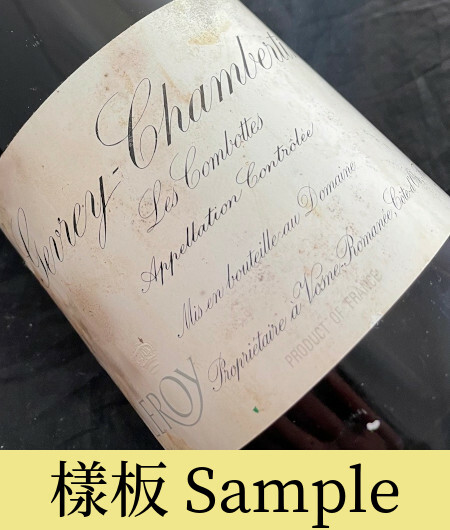 Gevrey-Chamberti
Les Combottes
Appellation Contrôlée
Mis en bouteille au Domaine
LEROY
Propriétaire à Vosne-Romanée,
PRODUCT OF FRANCE
樣板 Sample